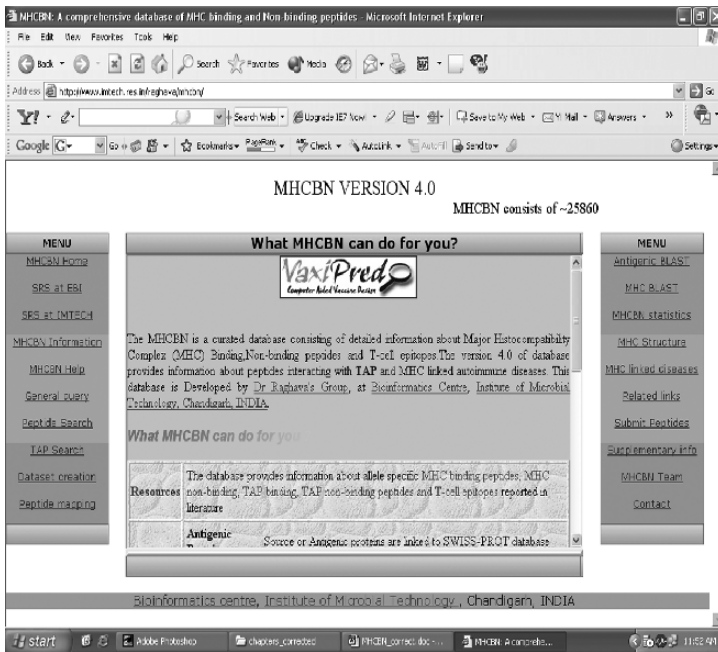 MHCBN: A comprehensive database of MHC binding and Non-binding peptides - Microsoft Internet Explorer
File Edit View Favorites Tools Help
Back Search Favorites Media
Address http://www.imtech.res.in/raghava/mhcbn/ Go
Y! Search Web Upgrade IE7 Now! Save to My Web Mail Answers »
Google G Go Bookmarks PageRank Check AutoLink AutoFill Send to Settings
MHCBN VERSION 4.0
MHCBN consists of ~25860
MENU
MHCBN Home
SRS at EBI
SRS at IMTECH
MHCBN Information
MHCBN Help
General query
Peptide Search
TAP Search
Dataset creation
Peptide mapping
What MHCBN can do for you?
VaxiPred
Computer Aided Vaccine Design
The MHCBN is a curated database consisting of detailed information about Major Histocompatibility
Complex (MHC) Binding,Non-binding peptides and T-cell epitopes.The version 4.0 of database
provides information about peptides interacting with TAP and MHC linked autoimmune diseases. This
database is Developed by Dr Raghava's Group, at Bioinformatics Centre, Institute of Microbial
Technology, Chandigarh, INDIA
What MHCBN can do for you
Resources
The database provides information about allele specific MHC binding peptides, MHC
non-binding, TAP binding, TAP non-binding peptides and T-cell epitopes reported in
literature
Antigenic
Source or Antigenic proteins are linked to SWISS-PROT database
MENU
Antigenic BLAST
MHC BLAST
MHCBN statistics
MHC Structure
MHC linked diseases
Related links
Submit Peptides
Supplementary info
MHCBN Team
Contact
Bioinformatics centre, Institute of Microbial Technology , Chandigarh, INDIA
start Adobe Photoshop chapters_corrected MHCBN_correct.doc -... MHCBN: A comprehe... 11:52 AM